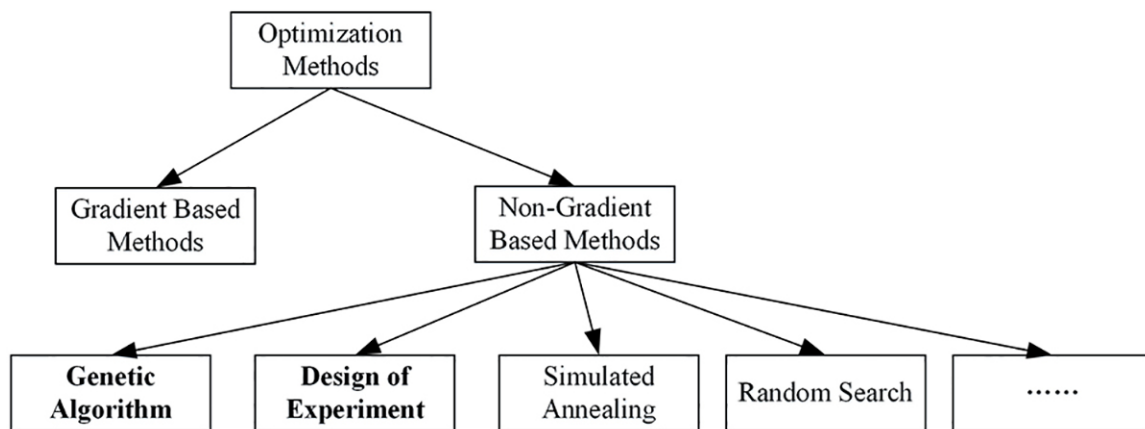 Optimization
Methods
Gradient Based
Methods
Non-Gradient
Based Methods
Genetic
Algorithm
Design of
Experiment
Simulated
Annealing
Random Search
……